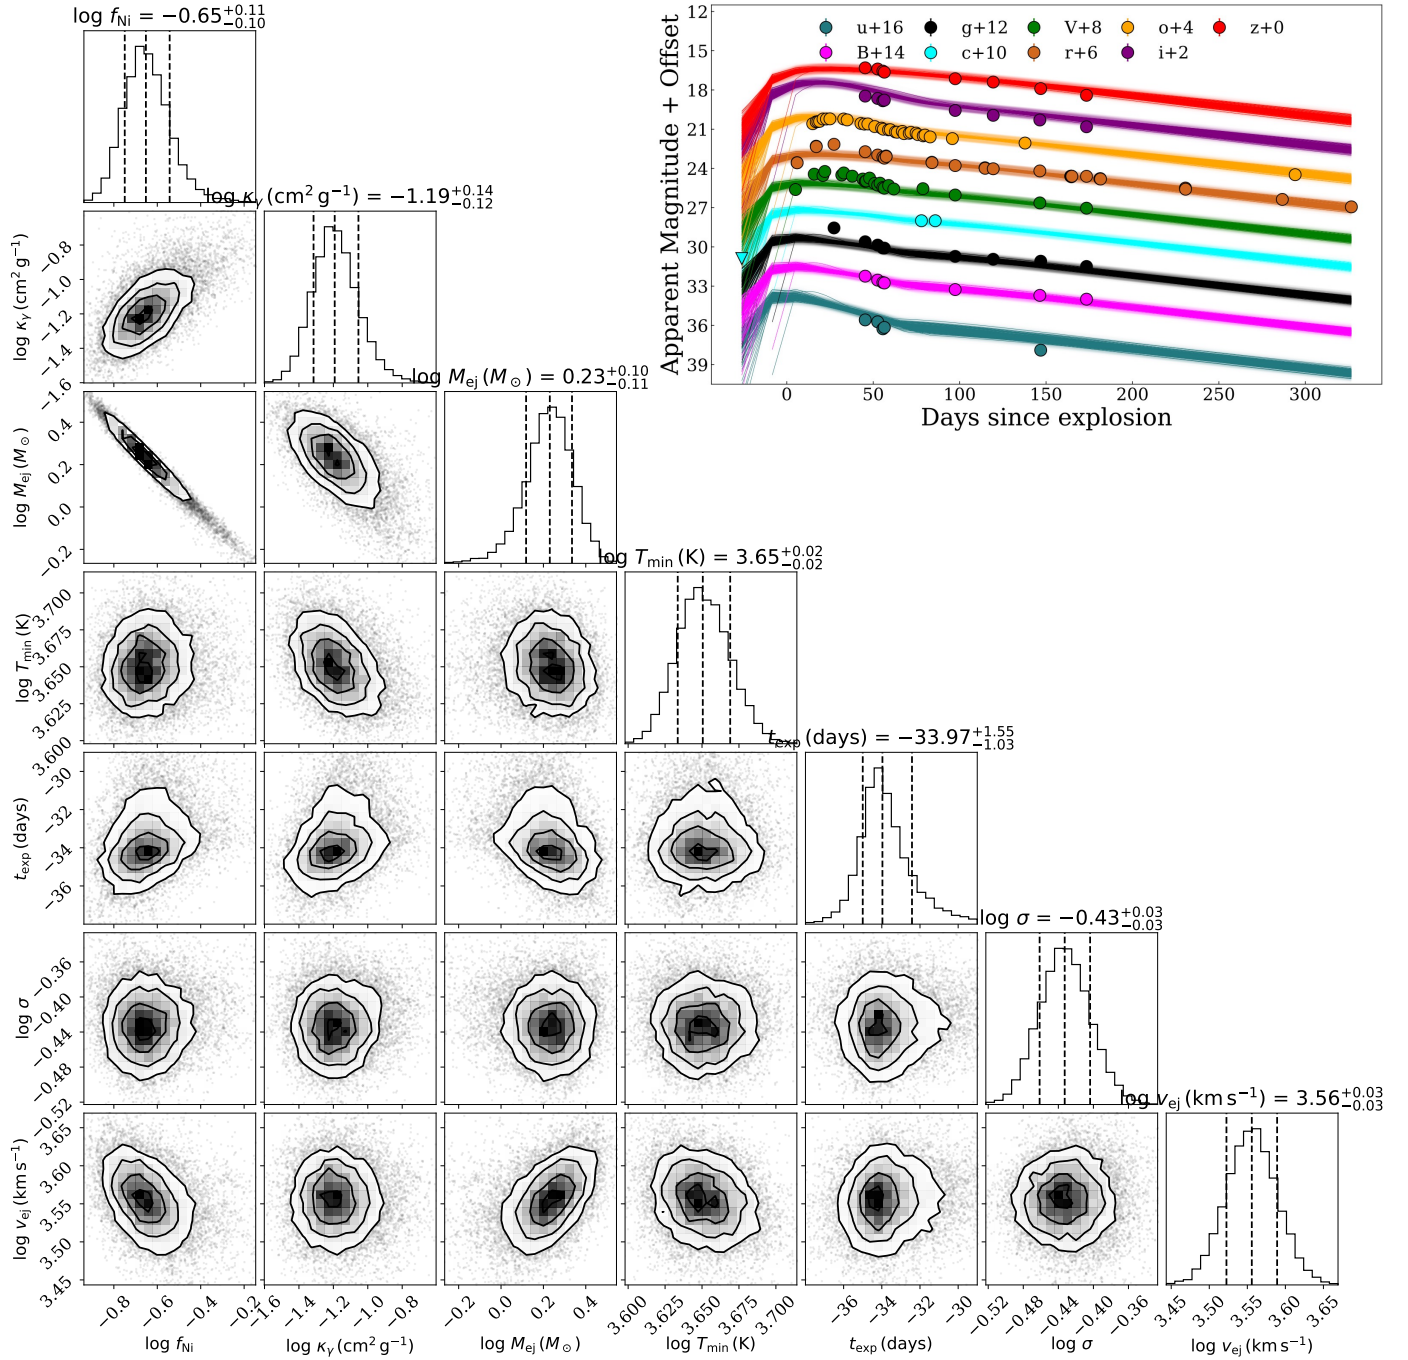 log f_Ni = −0.65^{+0.11}_{−0.10}
12
15
18
21
24
27
30
33
36
39
Apparent Magnitude + Offset
u+16 g+12 V+8 o+4 z+0
B+14 c+10 r+6 i+2
0 50 100 150 200 250 300
Days since explosion
log κ_γ (cm² g⁻¹) = −1.19^{+0.14}_{−0.12}
log κ_γ (cm² g⁻¹)
−0.8
−1.0
−1.2
−1.4
−1.6
log M_ej (M_⊙) = 0.23^{+0.10}_{−0.11}
log M_ej (M_⊙)
0.4
0.2
0.0
−0.2
log T_min (K) = 3.65^{+0.02}_{−0.02}
log T_min (K)
3.700
3.675
3.650
3.625
3.600
t_exp (days) = −33.97^{+1.55}_{−1.03}
t_exp (days)
−30
−32
−34
−36
log σ = −0.43^{+0.03}_{−0.03}
log σ
−0.36
−0.40
−0.44
−0.48
−0.52
log v_ej (km s⁻¹) = 3.56^{+0.03}_{−0.03}
log v_ej (km s⁻¹)
3.65
3.60
3.55
3.50
3.45
−0.8 −0.6 −0.4 −0.2
log f_Ni
−1.6 −1.4 −1.2 −1.0 −0.8
log κ_γ (cm² g⁻¹)
−0.2 0.0 0.2 0.4
log M_ej (M_⊙)
3.600 3.625 3.650 3.675 3.700
log T_min (K)
−36 −34 −32 −30
t_exp (days)
−0.52 −0.48 −0.44 −0.40 −0.36
log σ
3.45 3.50 3.55 3.60 3.65
log v_ej (km s⁻¹)